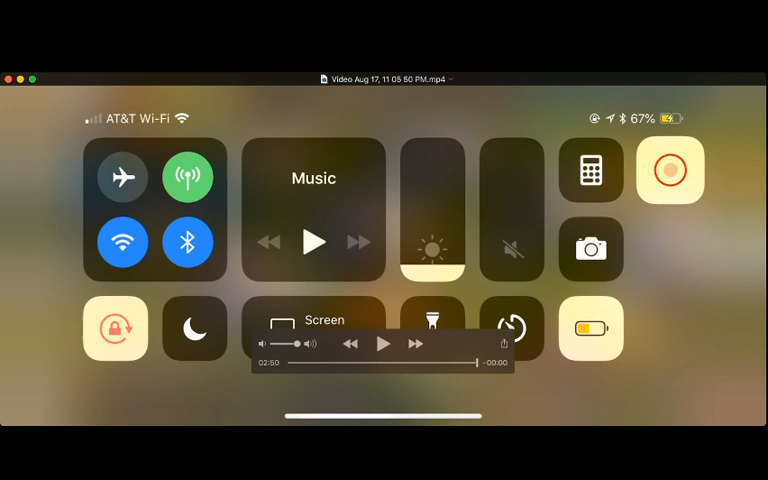 Video Aug 17, 11 05 50 PM.mp4
AT&T Wi-Fi
67%
Music
Screen
02:50
-00:00